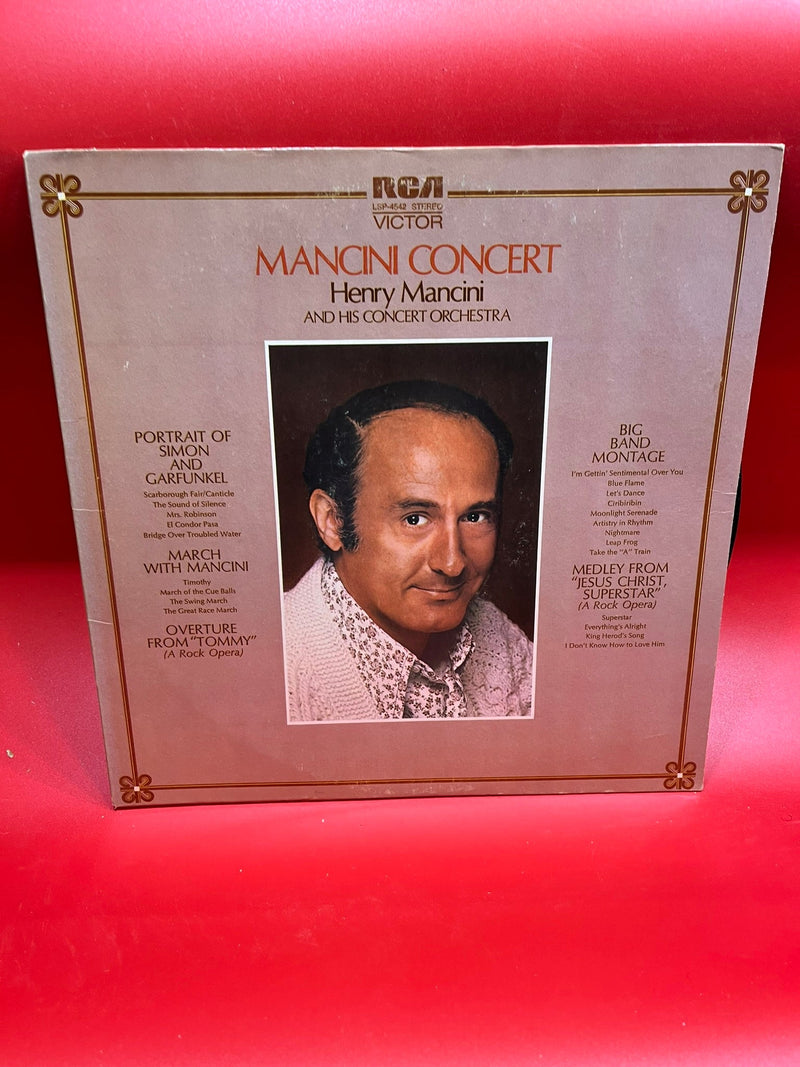 RCA
LSP-4542 STEREO
VICTOR
MANCINI CONCERT
Henry Mancini
AND HIS CONCERT ORCHESTRA
PORTRAIT OF
SIMON
AND
GARFUNKEL
Scarborough Fair/Canticle
The Sound of Silence
Mrs. Robinson
El Condor Pasa
Bridge Over Troubled Water
MARCH
WITH MANCINI
Timothy
March of the Cue Balls
The Swing March
The Great Race March
OVERTURE
FROM "TOMMY"
(A Rock Opera)
BIG
BAND
MONTAGE
I'm Gettin' Sentimental Over You
Blue Flame
Let's Dance
Ciribiribin
Moonlight Serenade
Artistry in Rhythm
Nightmare
Leap Frog
Take the "A" Train
MEDLEY FROM
"JESUS CHRIST,
SUPERSTAR"
(A Rock Opera)
Superstar
Everything's Alright
King Herod's Song
I Don't Know How to Love Him